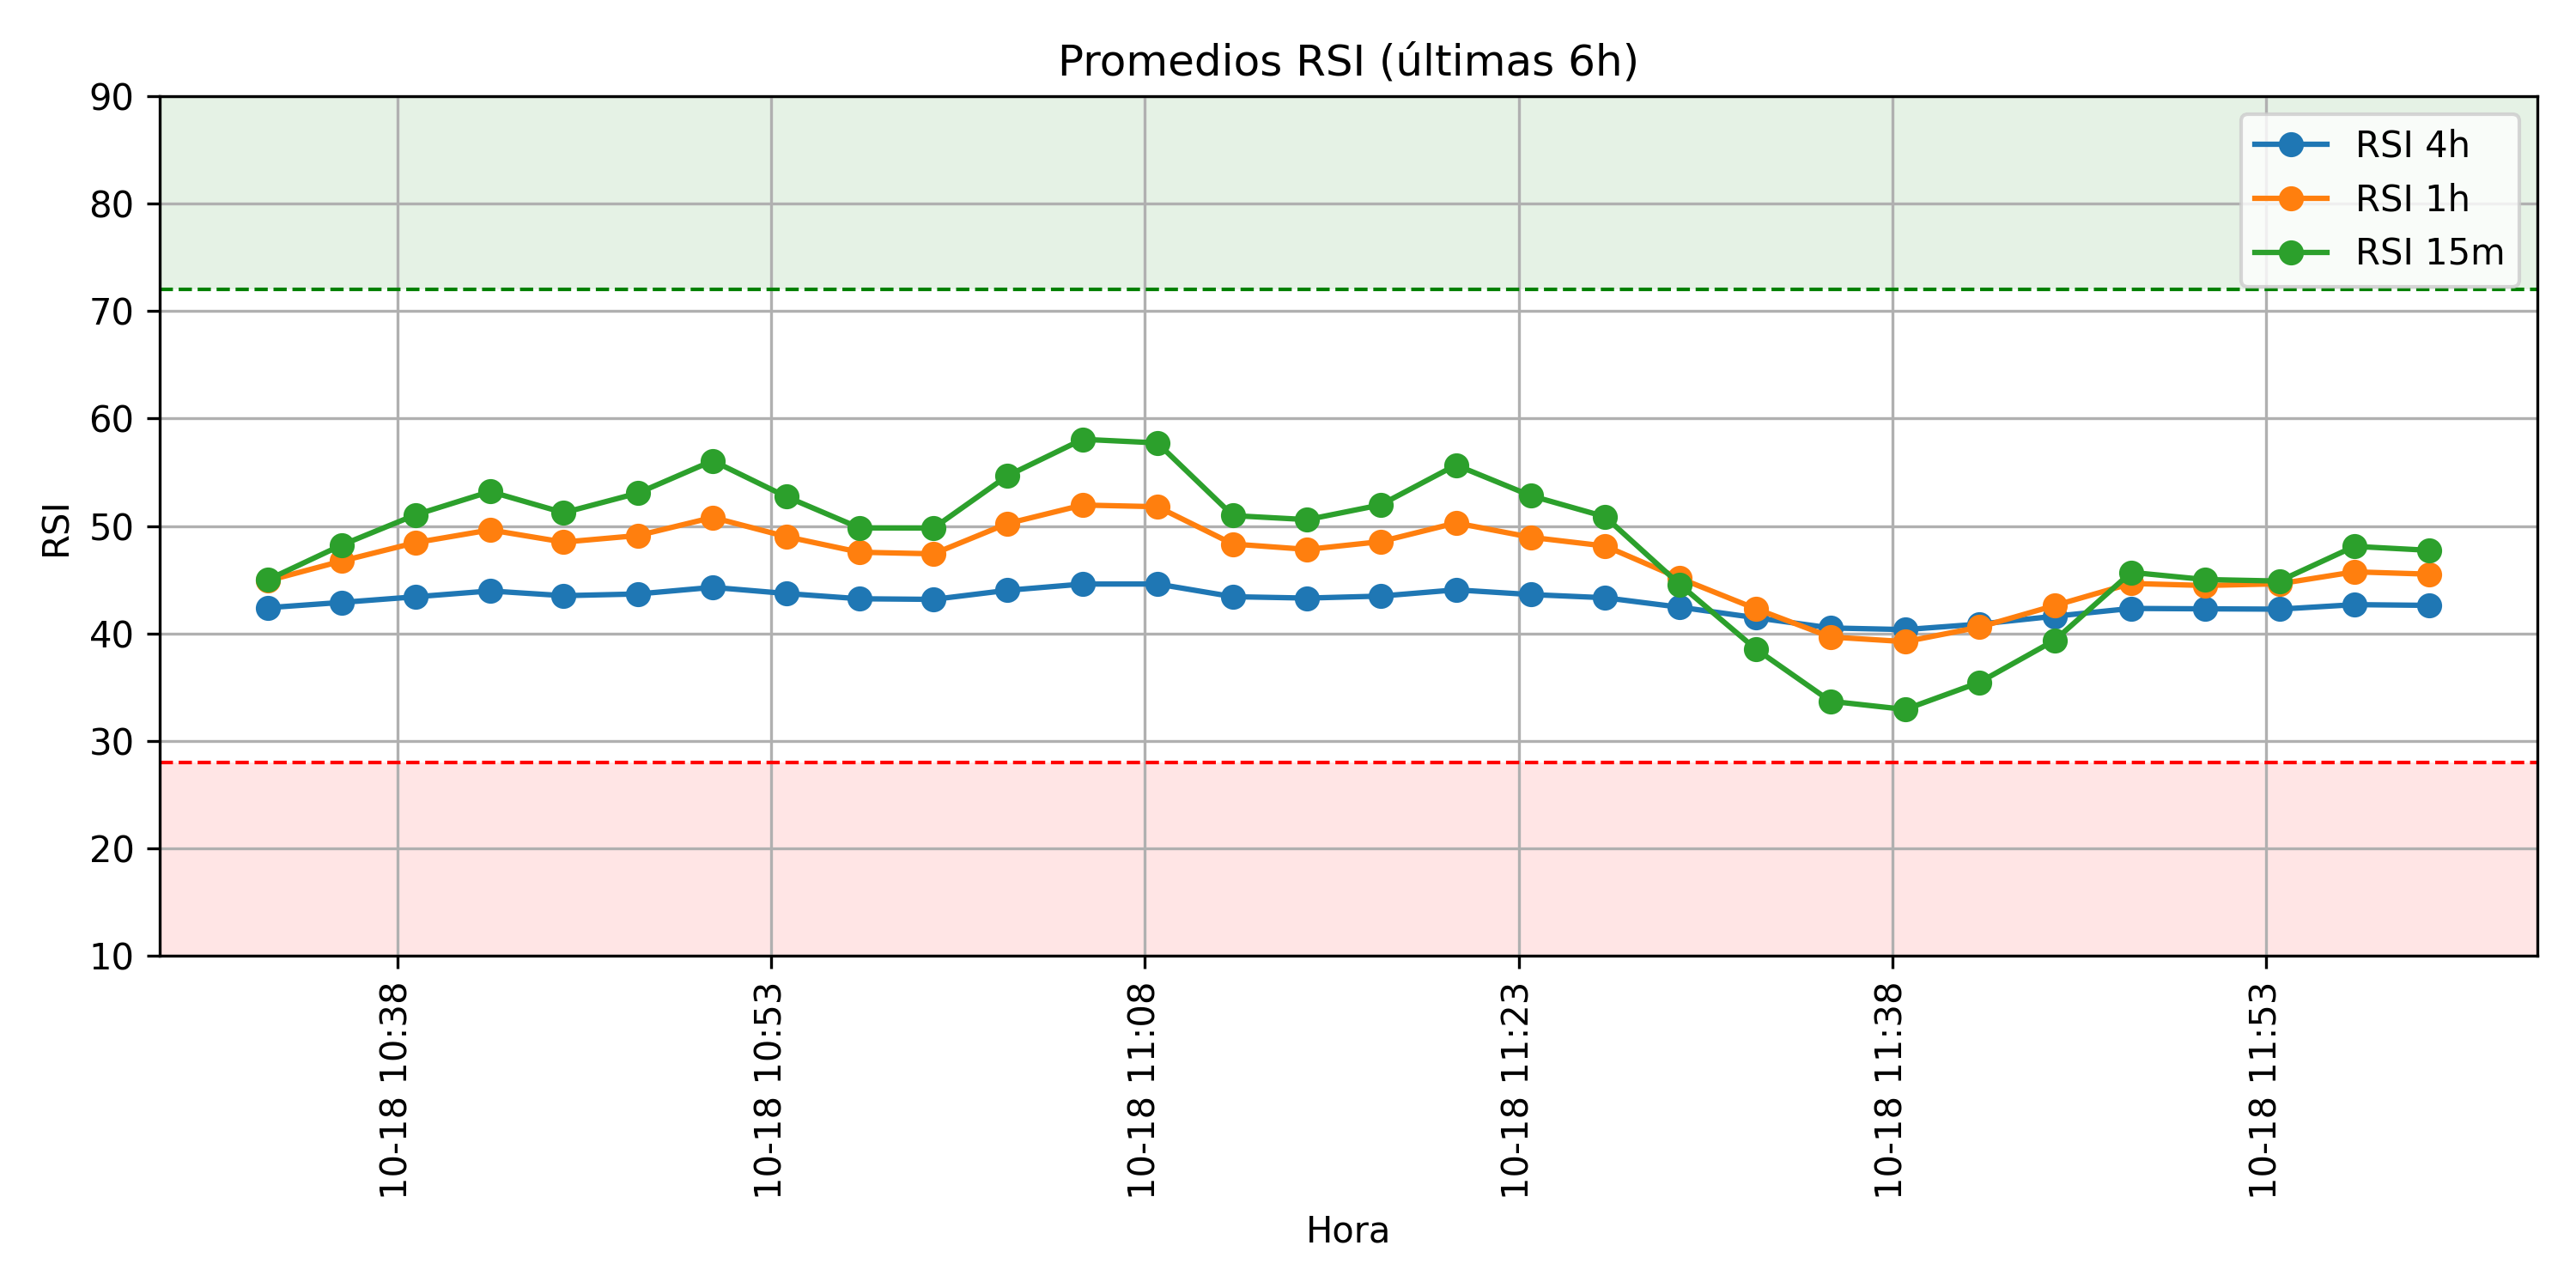 Promedios RSI (últimas 6h)
90
80
70
60
50
40
30
20
10
RSI
RSI 4h
RSI 1h
RSI 15m
10-18 10:38
10-18 10:53
10-18 11:08
10-18 11:23
10-18 11:38
10-18 11:53
Hora